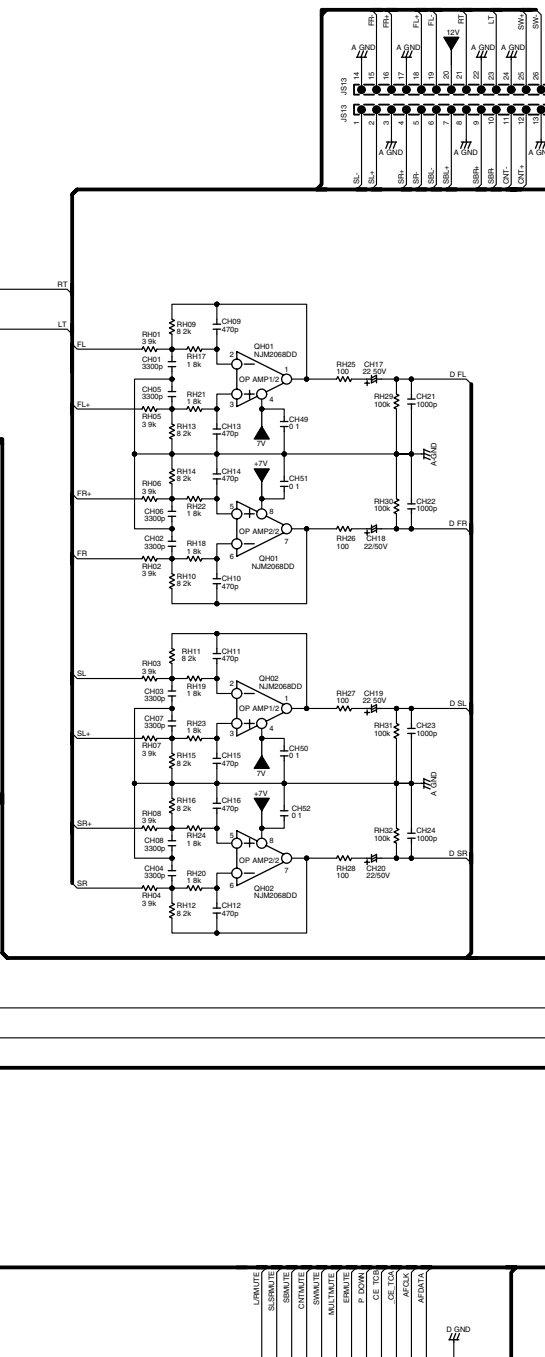 FR-
FR+
FL+
FL-
RT
LT
SW+
SW-
12V
A GND
A GND
A GND
A GND
JS13
14
15
16
17
18
19
20
21
22
23
24
25
26
JS13
1
2
3
4
5
6
7
8
9
10
11
12
13
A GND
A GND
SL-
SL+
SR+
SR-
SBL-
SBL+
SBR+
SBR-
CNT-
CNT+
RT
LT
FL
RH01
3 9k
RH09
8 2k
CH09
470p
CH01
3300p
RH17
1 8k
QH01
NJM2068DD
2
OP AMP1/2
1
3
4
CH05
3300p
RH21
1 8k
FL+
RH05
3 9k
RH13
8 2k
CH13
470p
7V
CH49
0 1
RH25
100
CH17
22 50V
D FL
RH29
100k
CH21
1000p
A-GND
RH14
8 2k
CH14
470p
+7V
CH51
0 1
RH06
3 9k
FR+
CH06
3300p
RH22
1 8k
5
8
OP AMP2/2
7
6
CH02
3300p
RH18
1 8k
FR
RH02
3 9k
RH10
8 2k
CH10
470p
QH01
NJM2068DD
RH30
100k
CH22
1000p
D FR
RH26
100
CH18
22/50V
SL
RH03
3 9k
RH11
8 2k
CH11
470p
CH03
3300p
RH19
1 8k
QH02
NJM2068DD
2
OP AMP1/2
1
3
4
CH07
3300p
RH23
1 8k
SL+
RH07
3 9k
RH15
8 2k
CH15
470p
7V
CH50
0 1
RH27
100
CH19
22 50V
D SL
RH31
100k
CH23
1000p
A GND
RH16
8 2k
CH16
470p
+7V
CH52
0 1
SR+
RH08
3 9k
CH08
3300p
RH24
1 8k
5
8
OP AMP2/2
7
6
CH04
3300p
RH20
1 8k
SR
RH04
3 9k
RH12
8 2k
CH12
470p
QH02
NJM2068DD
RH32
100k
CH24
1000p
D SR
RH28
100
CH20
22/50V
L/RMUTE
SLSRMUTE
SBMUTE
CNTMUTE
SWMUTE
MULTMUTE
ERMUTE
P DOWN
CE TCB
CE_TCA
AFCLK
AFDATA
D GND